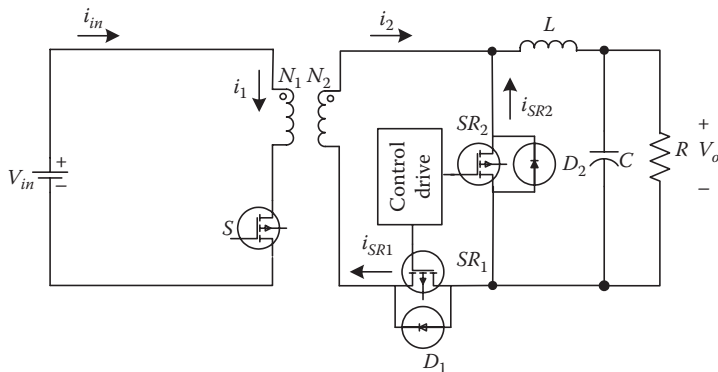 i_in
i_2
L
i_1
N_1 N_2
i_SR2
SR_2
+
V_in
−
Control
drive
D_2
C
R
+
V_o
−
S
i_SR1
SR_1
D_1